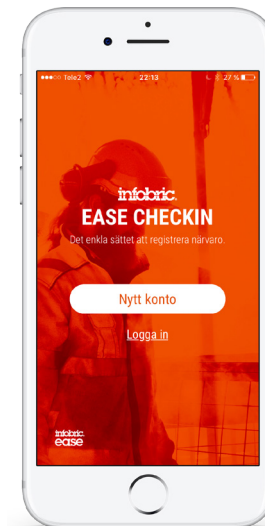 Tele2 22:13 27 %
infobric.
EASE CHECKIN
Det enkla sättet att registrera närvaro.
Nytt konto
Logga in
infobric
ease